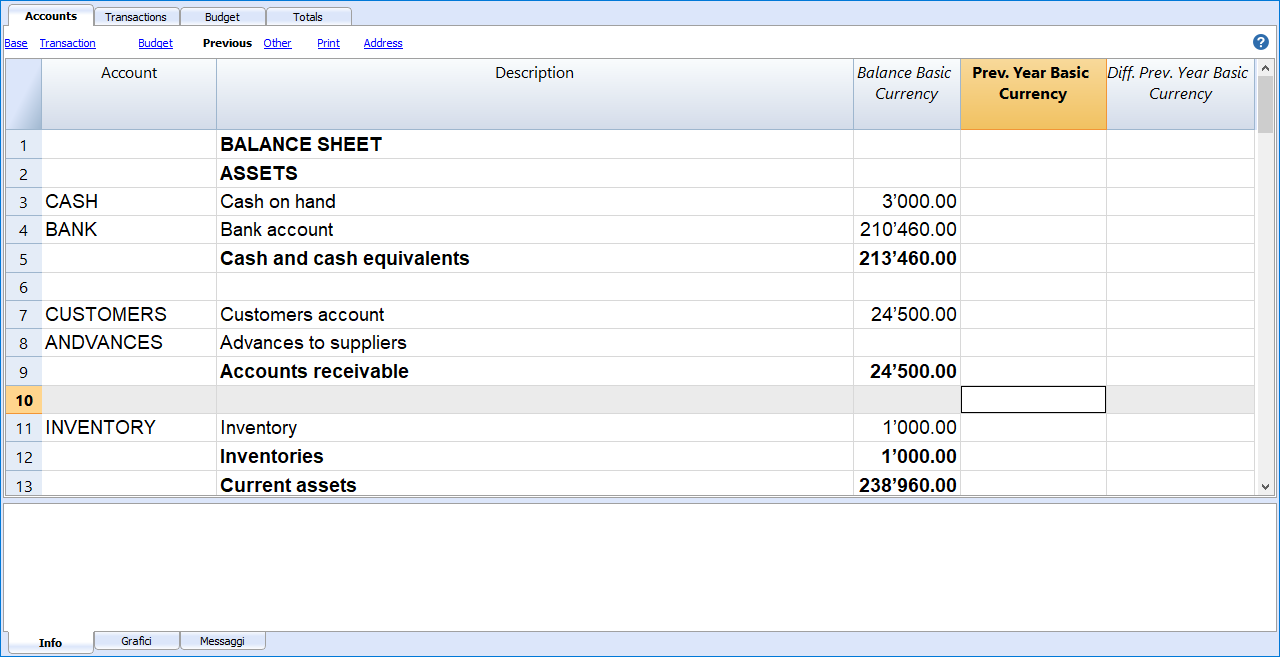 Accounts Transactions Budget Totals
Base Transaction Budget Previous Other Print Address ?
Account Description Balance Basic Currency Prev. Year Basic Currency Diff. Prev. Year Basic Currency
1 BALANCE SHEET
2 ASSETS
3 CASH Cash on hand 3’000.00
4 BANK Bank account 210’460.00
5 Cash and cash equivalents 213’460.00
6
7 CUSTOMERS Customers account 24’500.00
8 ANDVANCES Advances to suppliers
9 Accounts receivable 24’500.00
10
11 INVENTORY Inventory 1’000.00
12 Inventories 1’000.00
13 Current assets 238’960.00
Info Grafici Messaggi